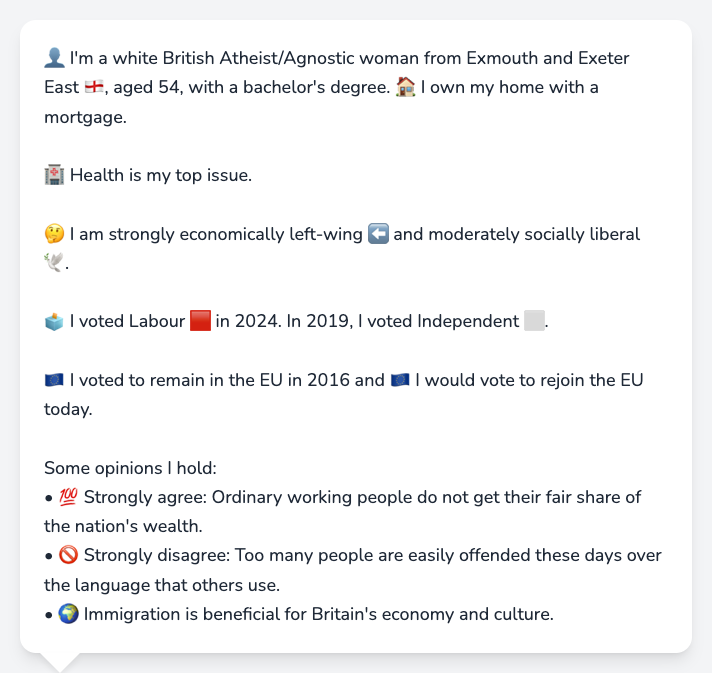 👤 I'm a white British Atheist/Agnostic woman from Exmouth and Exeter
East 🏴󠁧󠁢󠁥󠁮󠁧󠁿, aged 54, with a bachelor's degree. 🏠 I own my home with a
mortgage.
🏥 Health is my top issue.
🤔 I am strongly economically left-wing ⬅️ and moderately socially liberal
🕊️.
🗳️ I voted Labour 🟥 in 2024. In 2019, I voted Independent ⬜.
🇪🇺 I voted to remain in the EU in 2016 and 🇪🇺 I would vote to rejoin the EU
today.
Some opinions I hold:
• 💯 Strongly agree: Ordinary working people do not get their fair share of
the nation's wealth.
• 🚫 Strongly disagree: Too many people are easily offended these days over
the language that others use.
• 🌍 Immigration is beneficial for Britain's economy and culture.